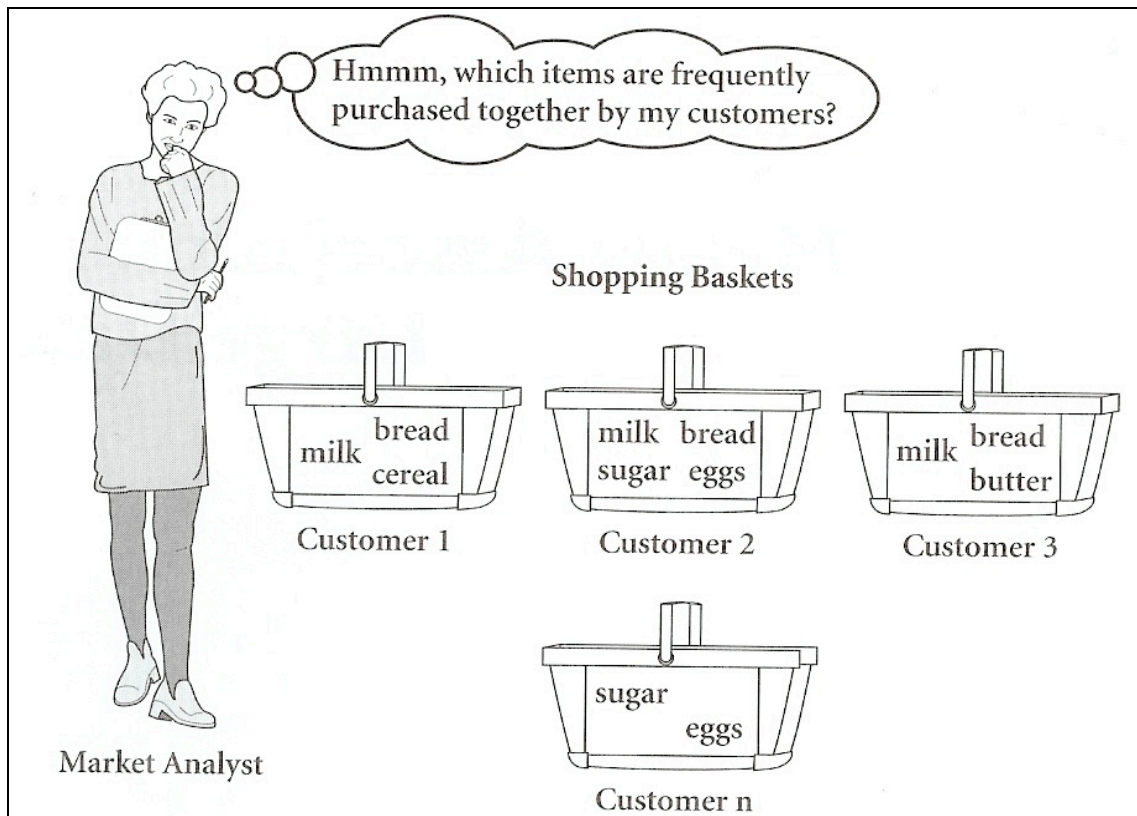 Hmmm, which items are frequently
purchased together by my customers?
Shopping Baskets
milk
bread
cereal
Customer 1
milk bread
sugar eggs
Customer 2
milk
bread
butter
Customer 3
sugar
eggs
Customer n
Market Analyst